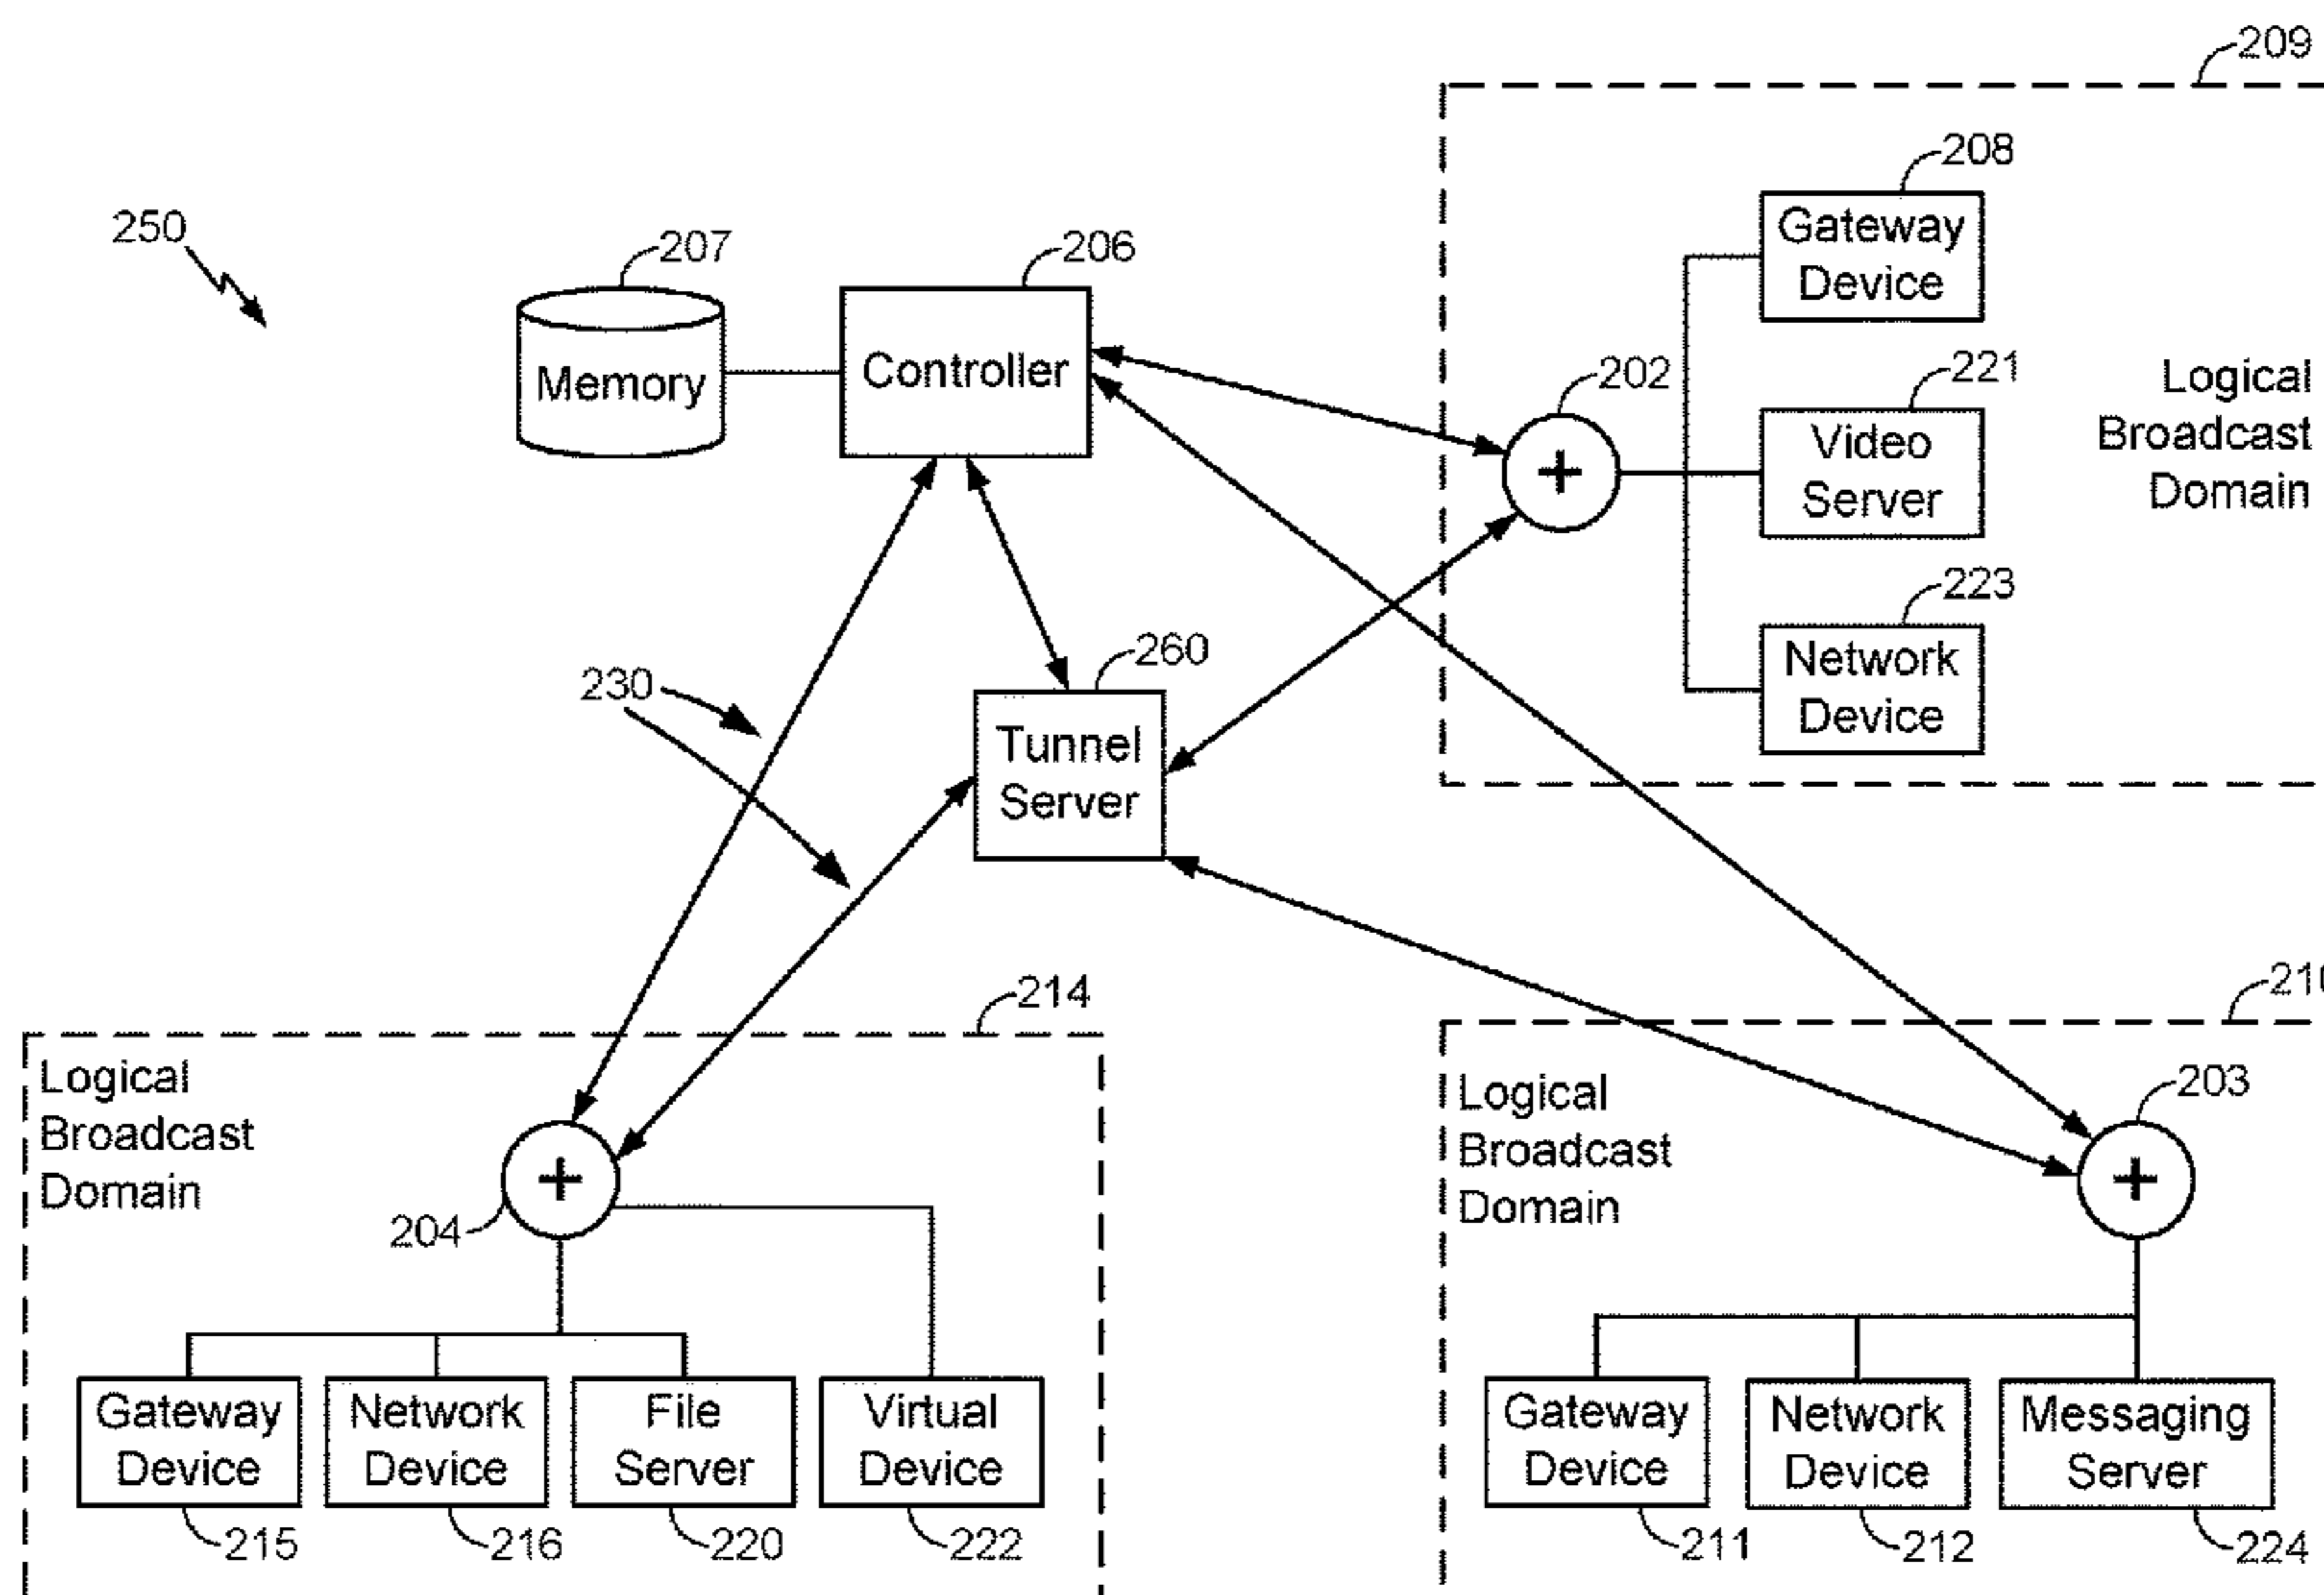 209
208
Gateway
Device
250
207
206
Memory
Controller
202
221
Video
Server
Logical
Broadcast
Domain
223
Network
Device
230
260
Tunnel
Server
214
Logical
Broadcast
Domain
204
Gateway
Device
Network
Device
File
Server
Virtual
Device
215
216
220
222
Logical
Broadcast
Domain
203
Gateway
Device
Network
Device
Messaging
Server
211
212
224